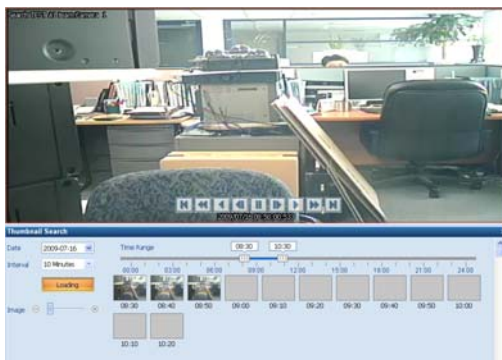 Camera 1
Thumbnail Search
Date 2009-07-16 Time Range 08:30 10:30
Interval 10 Minutes 00:00 03:00 06:00 09:00 12:00 15:00 18:00 21:00 24:00
Loading
08:30 08:40 08:50 09:00 09:10 09:20 09:30 09:40 09:50 10:00
Image
10:10 10:20